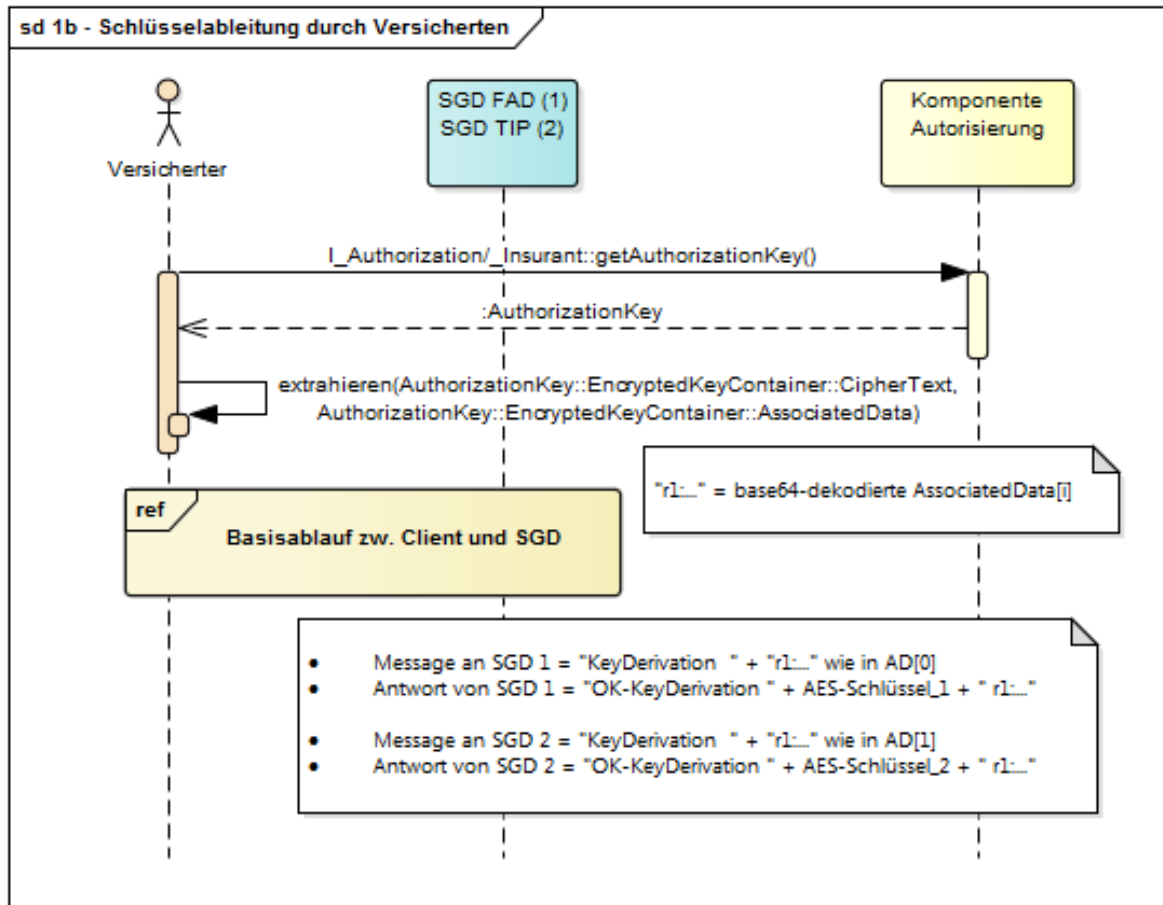 sd 1b - Schlüsselableitung durch Versicherten
SGD FAD (1)
SGD TIP (2)
Komponente
Autorisierung
Versicherter
I_Authorization/_Insurant::getAuthorizationKey()
:AuthorizationKey
extrahieren(AuthorizationKey::EncryptedKeyContainer::CipherText,
AuthorizationKey::EncryptedKeyContainer::AssociatedData)
"r1:..." = base64-dekodierte AssociatedData[i]
ref
Basisablauf zw. Client und SGD
• Message an SGD 1 = "KeyDerivation " + "r1:..." wie in AD[0]
• Antwort von SGD 1 = "OK-KeyDerivation " + AES-Schlüssel_1 + " r1:..."
• Message an SGD 2 = "KeyDerivation " + "r1:..." wie in AD[1]
• Antwort von SGD 2 = "OK-KeyDerivation " + AES-Schlüssel_2 + " r1:..."